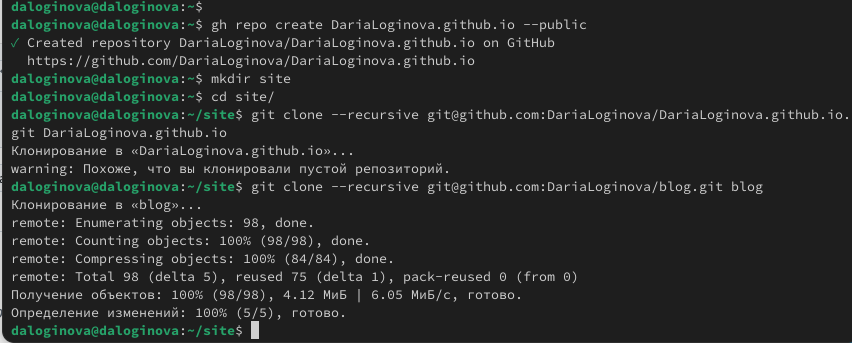 daloginova@daloginova:~$
daloginova@daloginova:~$ gh repo create DariaLoginova.github.io --public
✓ Created repository DariaLoginova/DariaLoginova.github.io on GitHub
  https://github.com/DariaLoginova/DariaLoginova.github.io
daloginova@daloginova:~$ mkdir site
daloginova@daloginova:~$ cd site/
daloginova@daloginova:~/site$ git clone --recursive git@github.com:DariaLoginova/DariaLoginova.github.io.
git DariaLoginova.github.io
Клонирование в «DariaLoginova.github.io»...
warning: Похоже, что вы клонировали пустой репозиторий.
daloginova@daloginova:~/site$ git clone --recursive git@github.com:DariaLoginova/blog.git blog
Клонирование в «blog»...
remote: Enumerating objects: 98, done.
remote: Counting objects: 100% (98/98), done.
remote: Compressing objects: 100% (84/84), done.
remote: Total 98 (delta 5), reused 75 (delta 1), pack-reused 0 (from 0)
Получение объектов: 100% (98/98), 4.12 МиБ | 6.05 МиБ/с, готово.
Определение изменений: 100% (5/5), готово.
daloginova@daloginova:~/site$